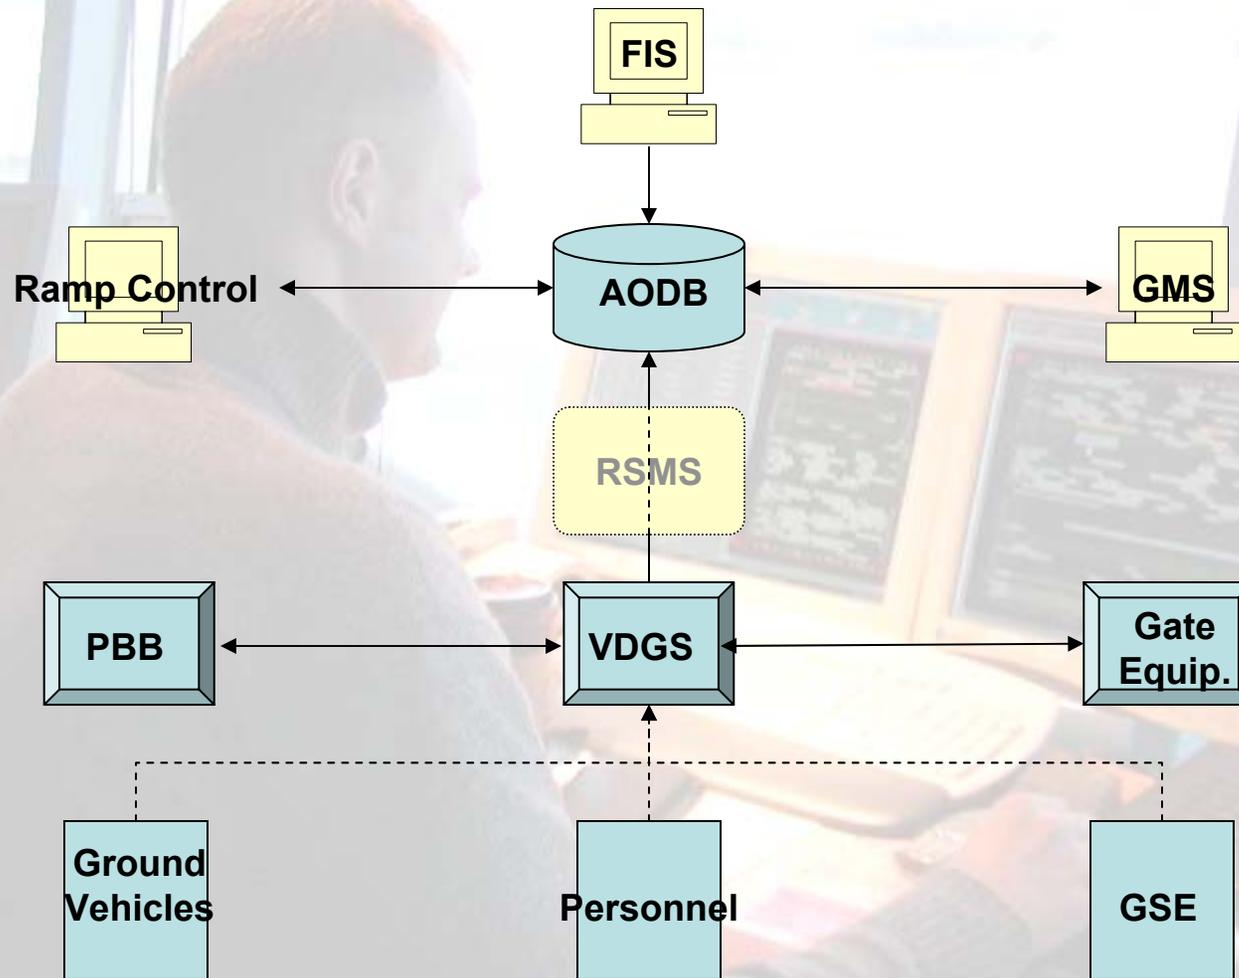 FIS
Ramp Control
AODB
GMS
RSMS
PBB
VDGS
Gate
Equip.
Ground
Vehicles
Personnel
GSE